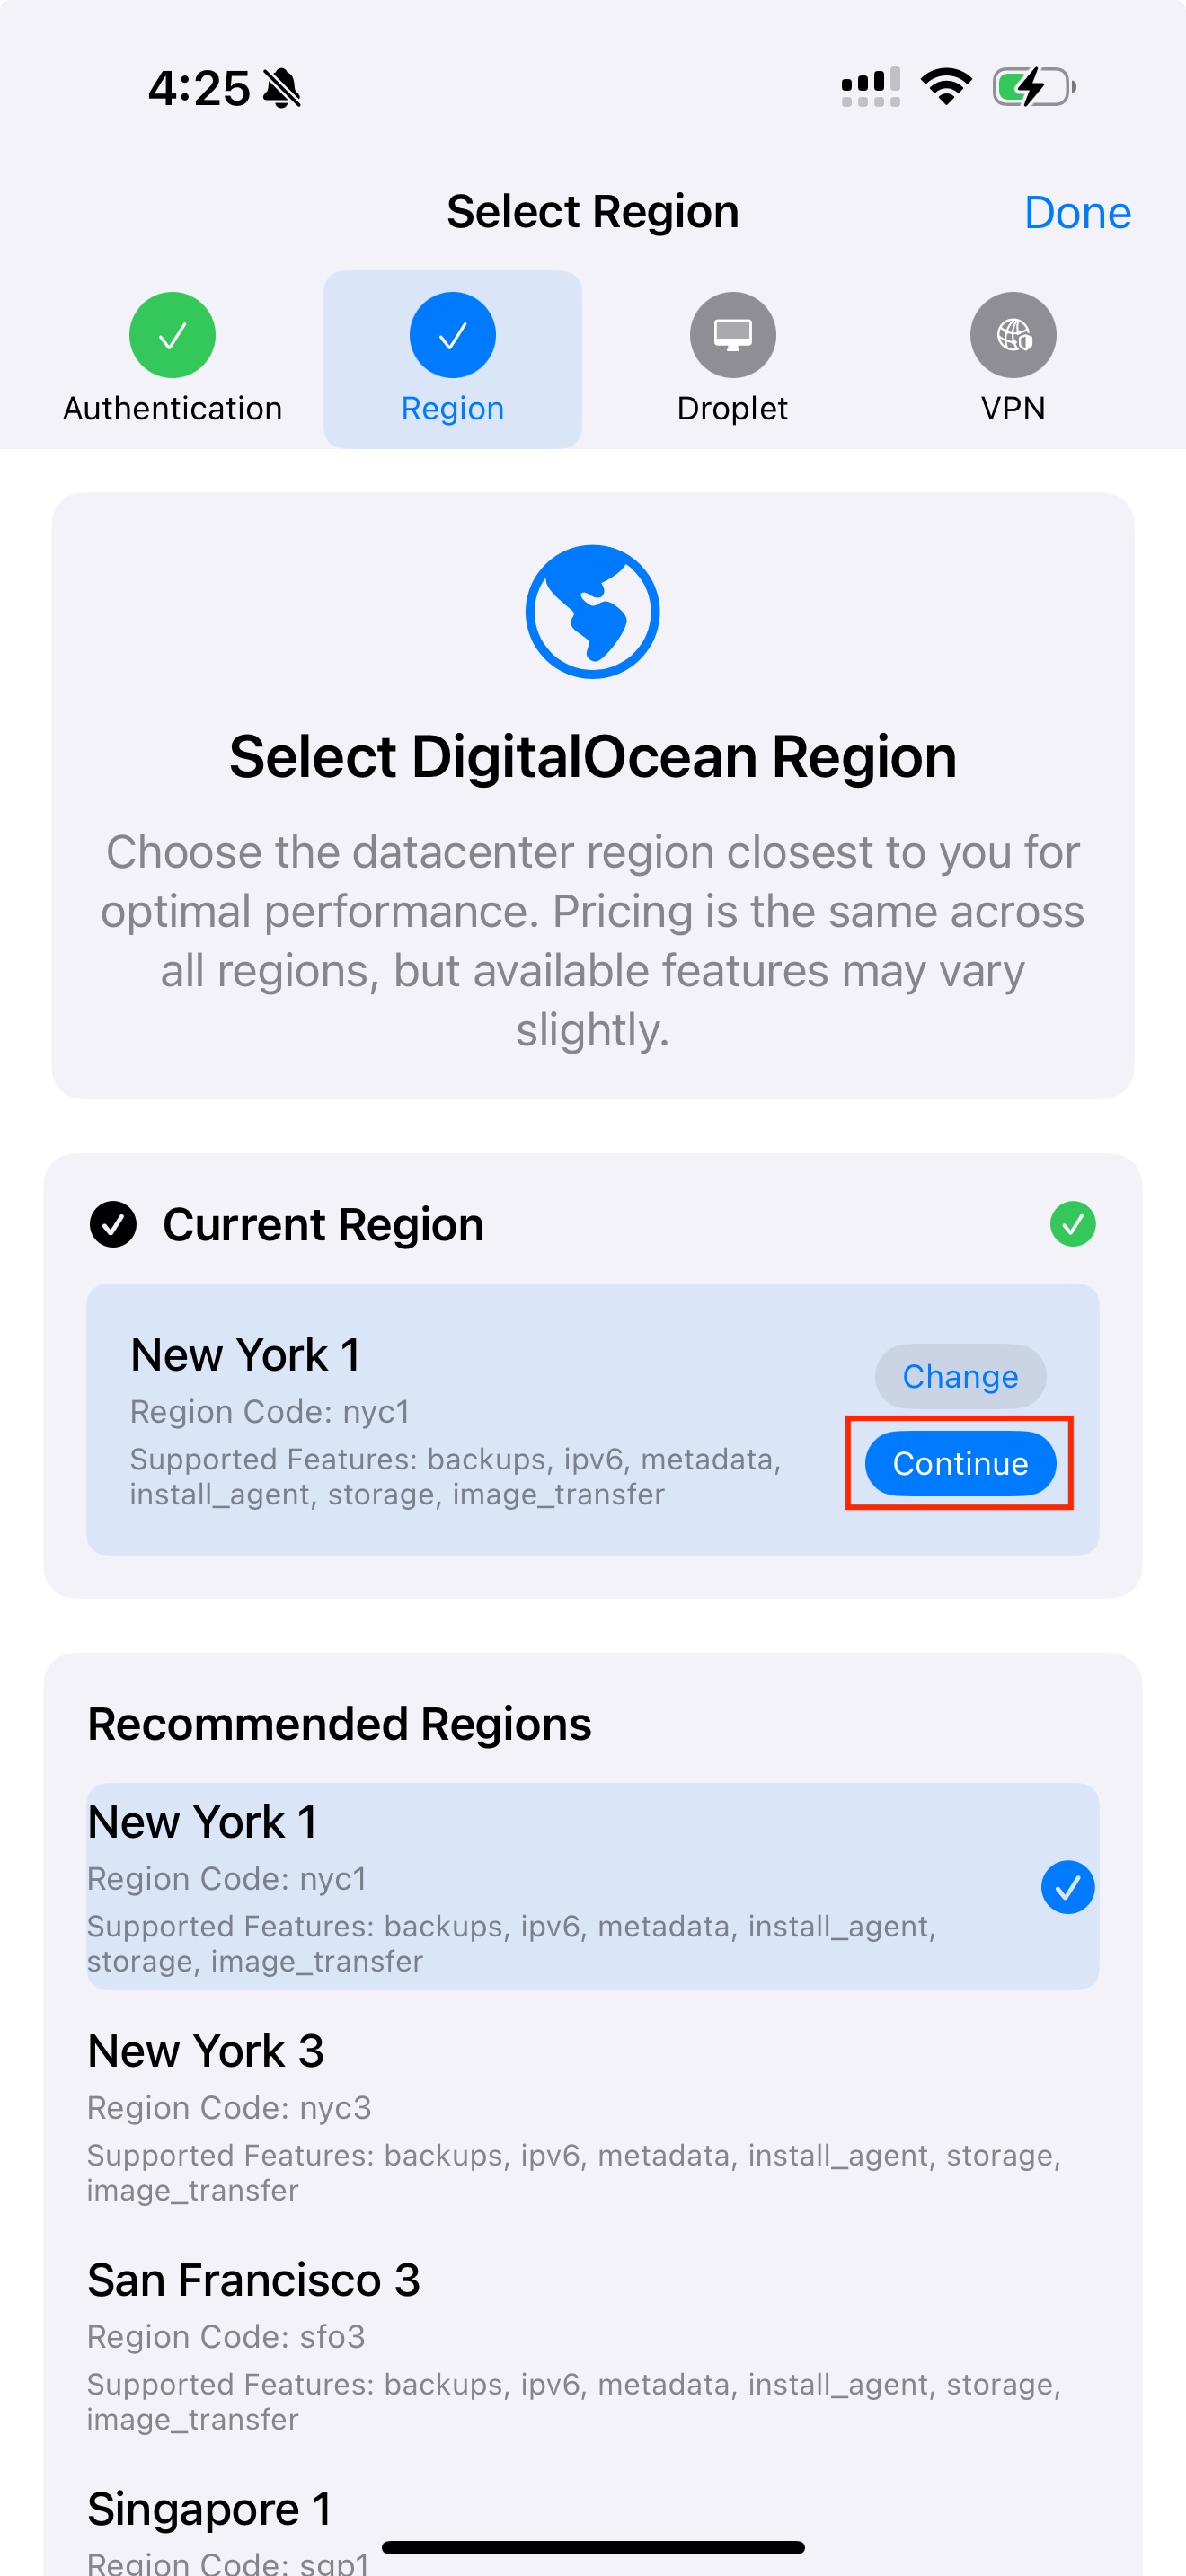 4:25
Select Region
Done
Authentication
Region
Droplet
VPN
Select DigitalOcean Region
Choose the datacenter region closest to you for
optimal performance. Pricing is the same across
all regions, but available features may vary
slightly.
Current Region
New York 1
Region Code: nyc1
Supported Features: backups, ipv6, metadata,
install_agent, storage, image_transfer
Change
Continue
Recommended Regions
New York 1
Region Code: nyc1
Supported Features: backups, ipv6, metadata, install_agent,
storage, image_transfer
New York 3
Region Code: nyc3
Supported Features: backups, ipv6, metadata, install_agent, storage,
image_transfer
San Francisco 3
Region Code: sfo3
Supported Features: backups, ipv6, metadata, install_agent, storage,
image_transfer
Singapore 1
Region Code: sgp1